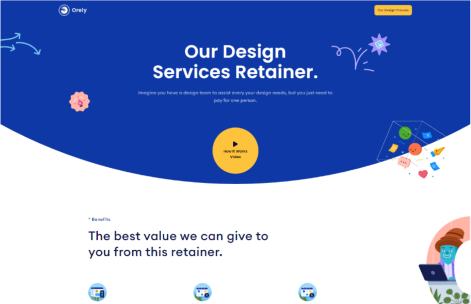 Orely
Our Design Process
Our Design
Services Retainer.
Imagine you have a design team to assist every your design needs, but you just need to
pay for one person.
How It Works
Video
* Benefits
The best value we can give to
you from this retainer.